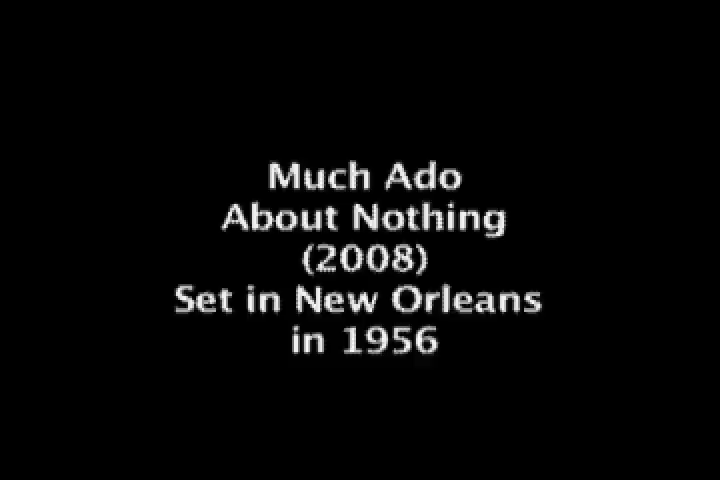 Much Ado
About Nothing
(2008)
Set in New Orleans
in 1956